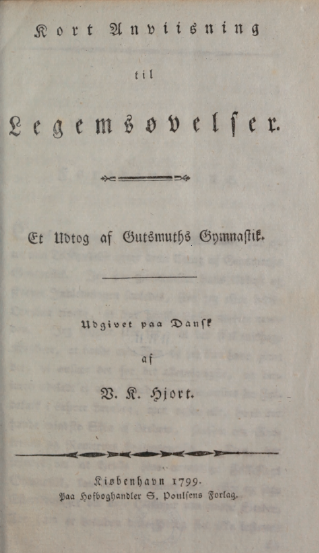 Kort Anviisning
til
Legemsøvelser.
Et Udtog af Gutsmuths Gymnastik.
Udgivet paa Dansk
af
V. K. Hjort.
Kiøbenhavn 1799.
Paa Hofboghandler S. Poulsens Forlag.